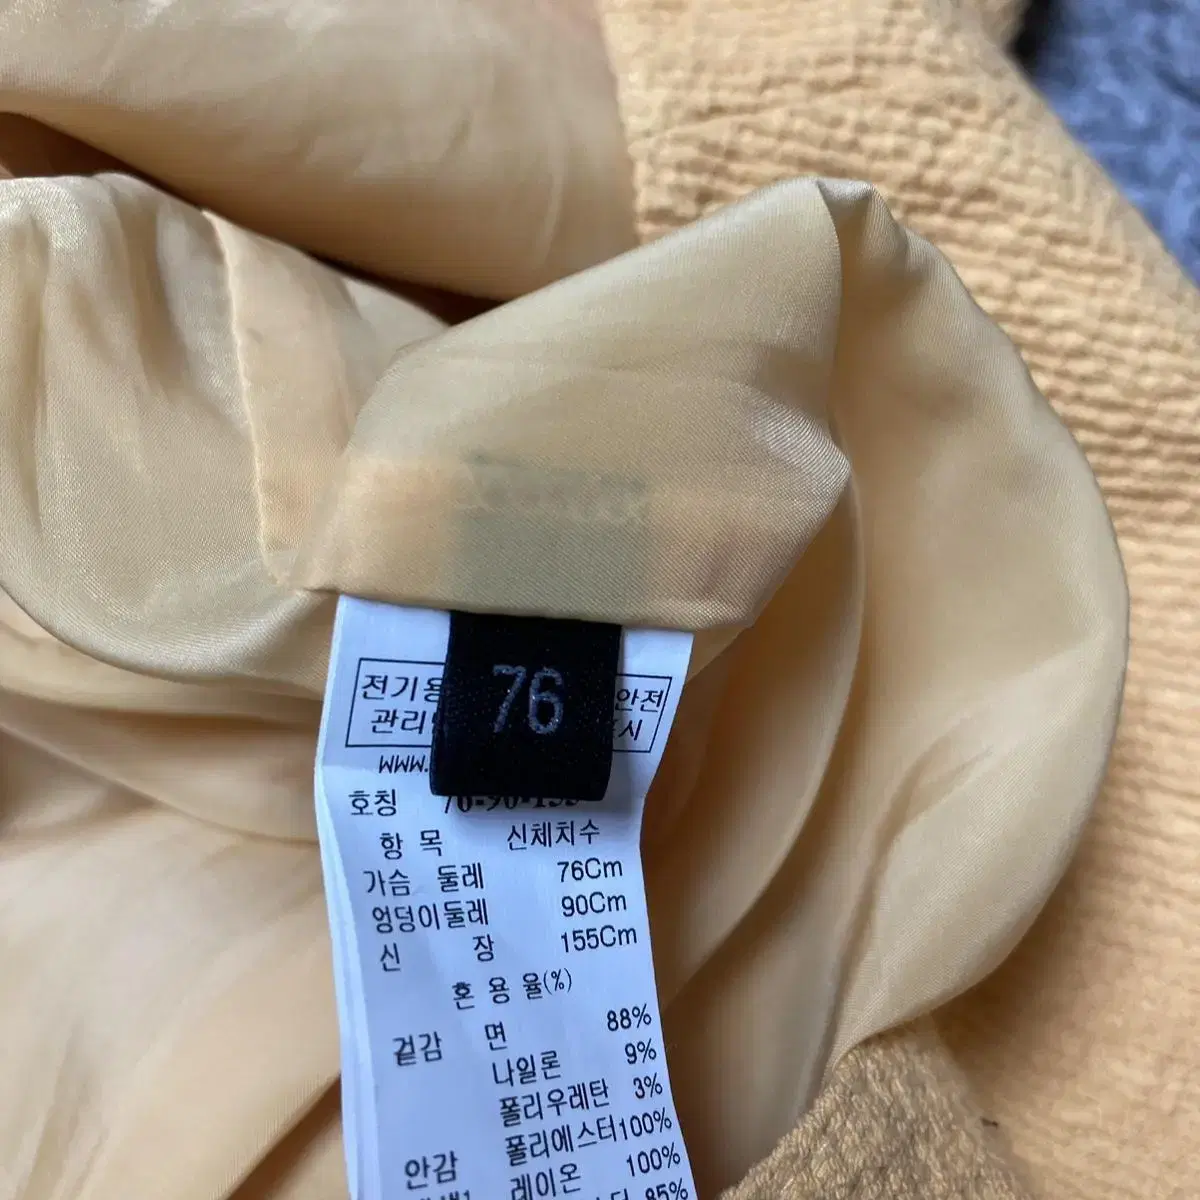 76
전기용 안전
관리 시
www.
호칭
항 목 신체치수
가슴 둘레 76Cm
엉덩이둘레 90Cm
신 장 155Cm
혼 용 율(%)
겉감 면 88%
나일론 9%
폴리우레탄 3%
폴리에스터100%
안감 레이온 100%
85%